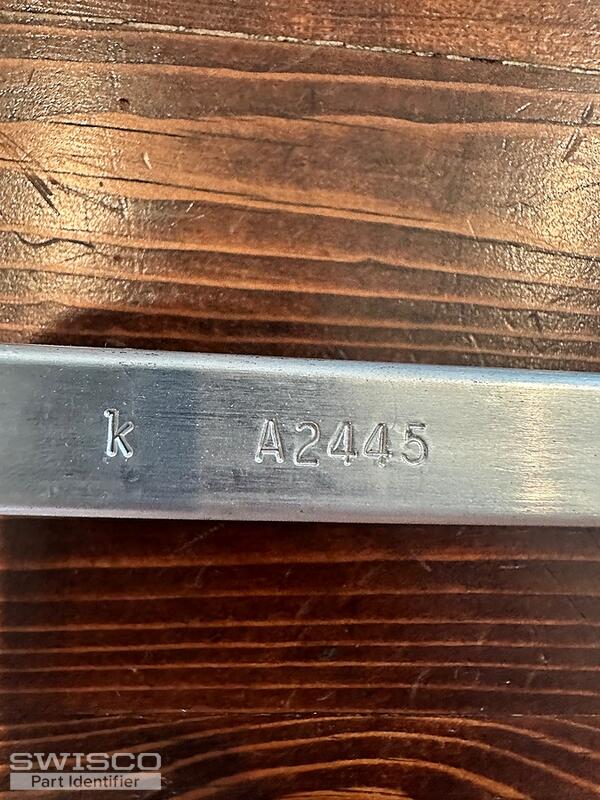 k A2445
SWISCO
Part Identifier